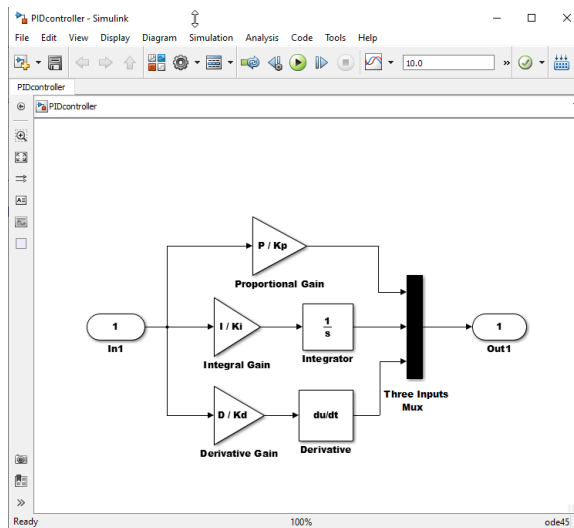 PIDcontroller - Simulink
File Edit View Display Diagram Simulation Analysis Code Tools Help
10.0 »
PIDcontroller
PIDcontroller
P / Kp
Proportional Gain
1
In1
I / Ki
Integral Gain
1
s
Integrator
Three Inputs
Mux
1
Out1
D / Kd
Derivative Gain
du/dt
Derivative
»
Ready 100% ode45